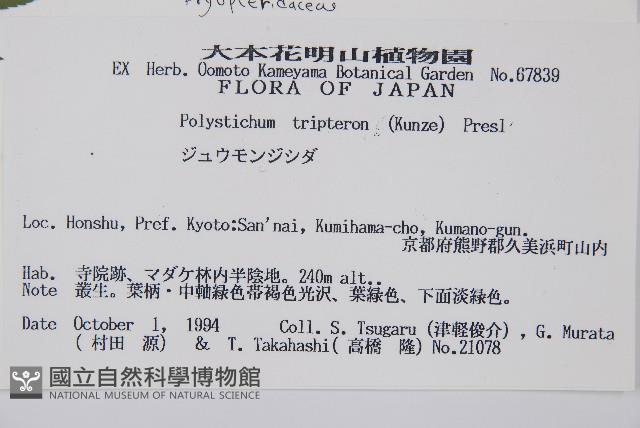 Dryopteridaceae
大本花明山植物園
EX Herb. Oomoto Kameyama Botanical Garden No.67839
FLORA OF JAPAN
Polystichum tripteron (Kunze) Presl
ジュウモンジシダ
Loc. Honshu, Pref. Kyoto:San'nai, Kumihama-cho, Kumano-gun.
京都府熊野郡久美浜町山内
Hab. 寺院跡、マダケ林内半陰地。240m alt..
Note 叢生。葉柄・中軸緑色帯褐色光沢、葉緑色、下面淡緑色。
Date October 1, 1994 Coll. S. Tsugaru (津軽俊介) , G. Murata
( 村田 源) & T. Takahashi( 高橋 隆) No.21078
國立自然科學博物館
NATIONAL MUSEUM OF NATURAL SCIENCE